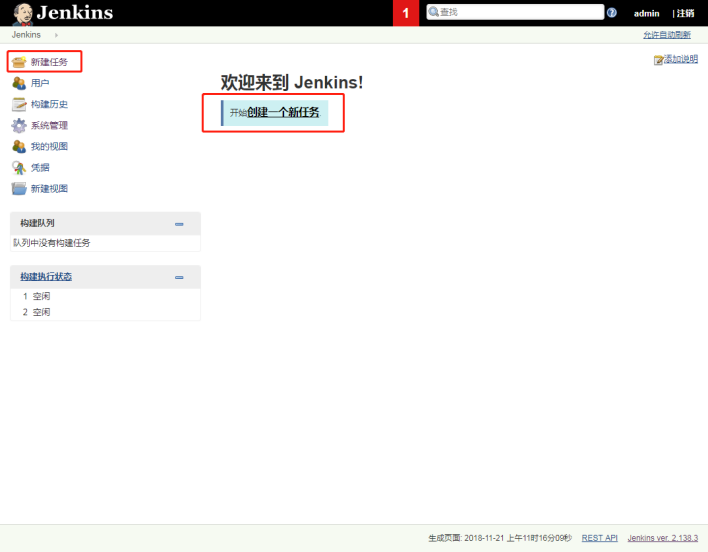 Jenkins
1
查找
admin
| 注销
Jenkins
允许自动刷新
新建任务
用户
构建历史
系统管理
我的视图
凭据
新建视图
添加说明
欢迎来到 Jenkins!
开始创建一个新任务
构建队列
队列中没有构建任务
构建执行状态
1 空闲
2 空闲
生成页面: 2018-11-21 上午11时16分09秒 REST API Jenkins ver. 2.138.3